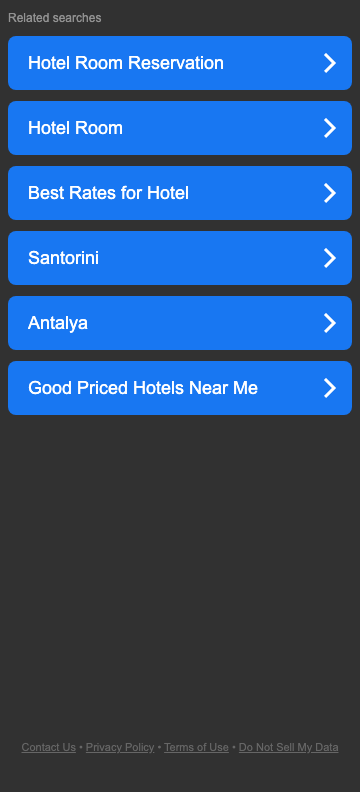 Related searches
Hotel Room Reservation
Hotel Room
Best Rates for Hotel
Santorini
Antalya
Good Priced Hotels Near Me
Contact Us • Privacy Policy • Terms of Use • Do Not Sell My Data